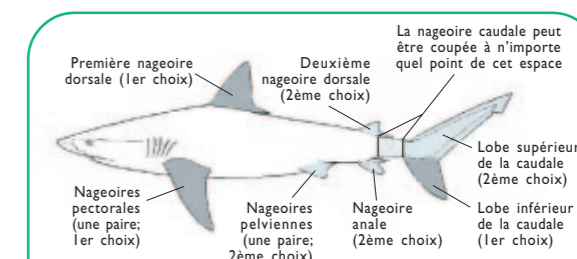 La nageoire caudale peut
être coupée à n’importe
quel point de cet espace
Première nageoire
dorsale (1er choix)
Deuxième
nageoire dorsale
(2ème choix)
Lobe supérieur
de la caudale
(2ème choix)
Nageoires
pectorales
(une paire;
1er choix)
Nageoires
pelviennes
(une paire;
2ème choix)
Nageoire
anale
(2ème choix)
Lobe inférieur
de la caudale
(1er choix)